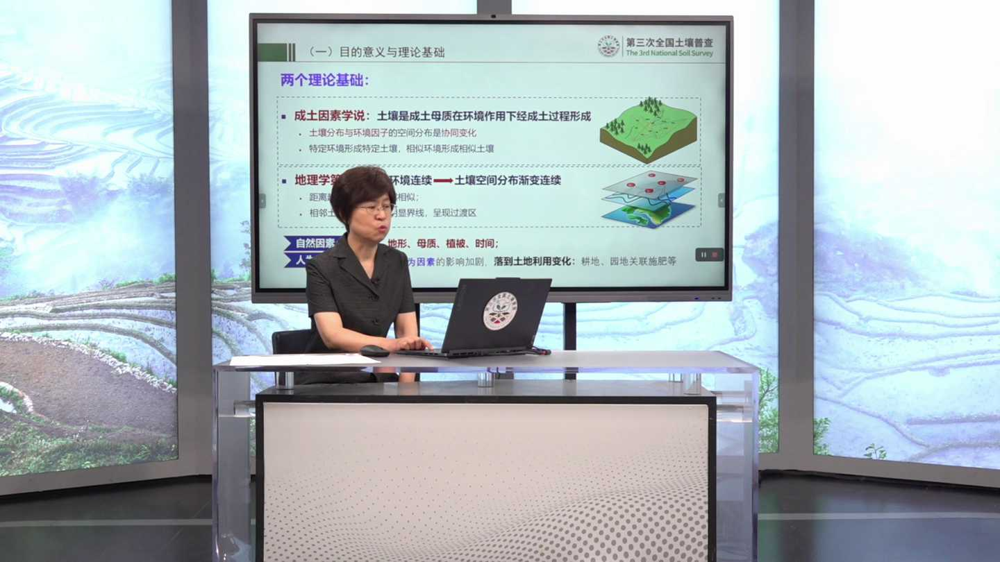 （一）目的意义与理论基础
第三次全国土壤普查
The 3rd National Soil Survey
两个理论基础：
成土因素学说：土壤是成土母质在环境作用下经成土过程形成
土壤分布与环境因子的空间分布是协同变化
特定环境形成特定土壤，相似环境形成相似土壤
地理学第 环境连续 土壤空间分布渐变连续
距离 相似；
相邻土 显界线，呈现过渡区
自然因素 地形、母质、植被、时间；
人为 为因素的影响加剧，落到土地利用变化：耕地、园地关联施肥等